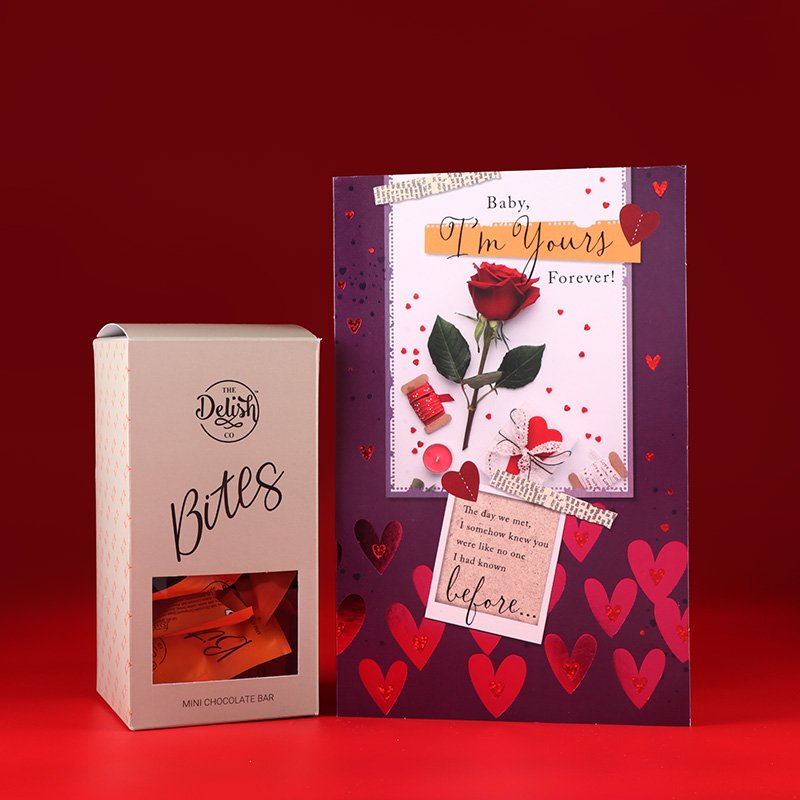 THE
Delish™
CO
Bites
MINI CHOCOLATE BAR
Baby,
I'm Yours
Forever!
The day we met,
I somehow knew you
were like no one
I had known
before...